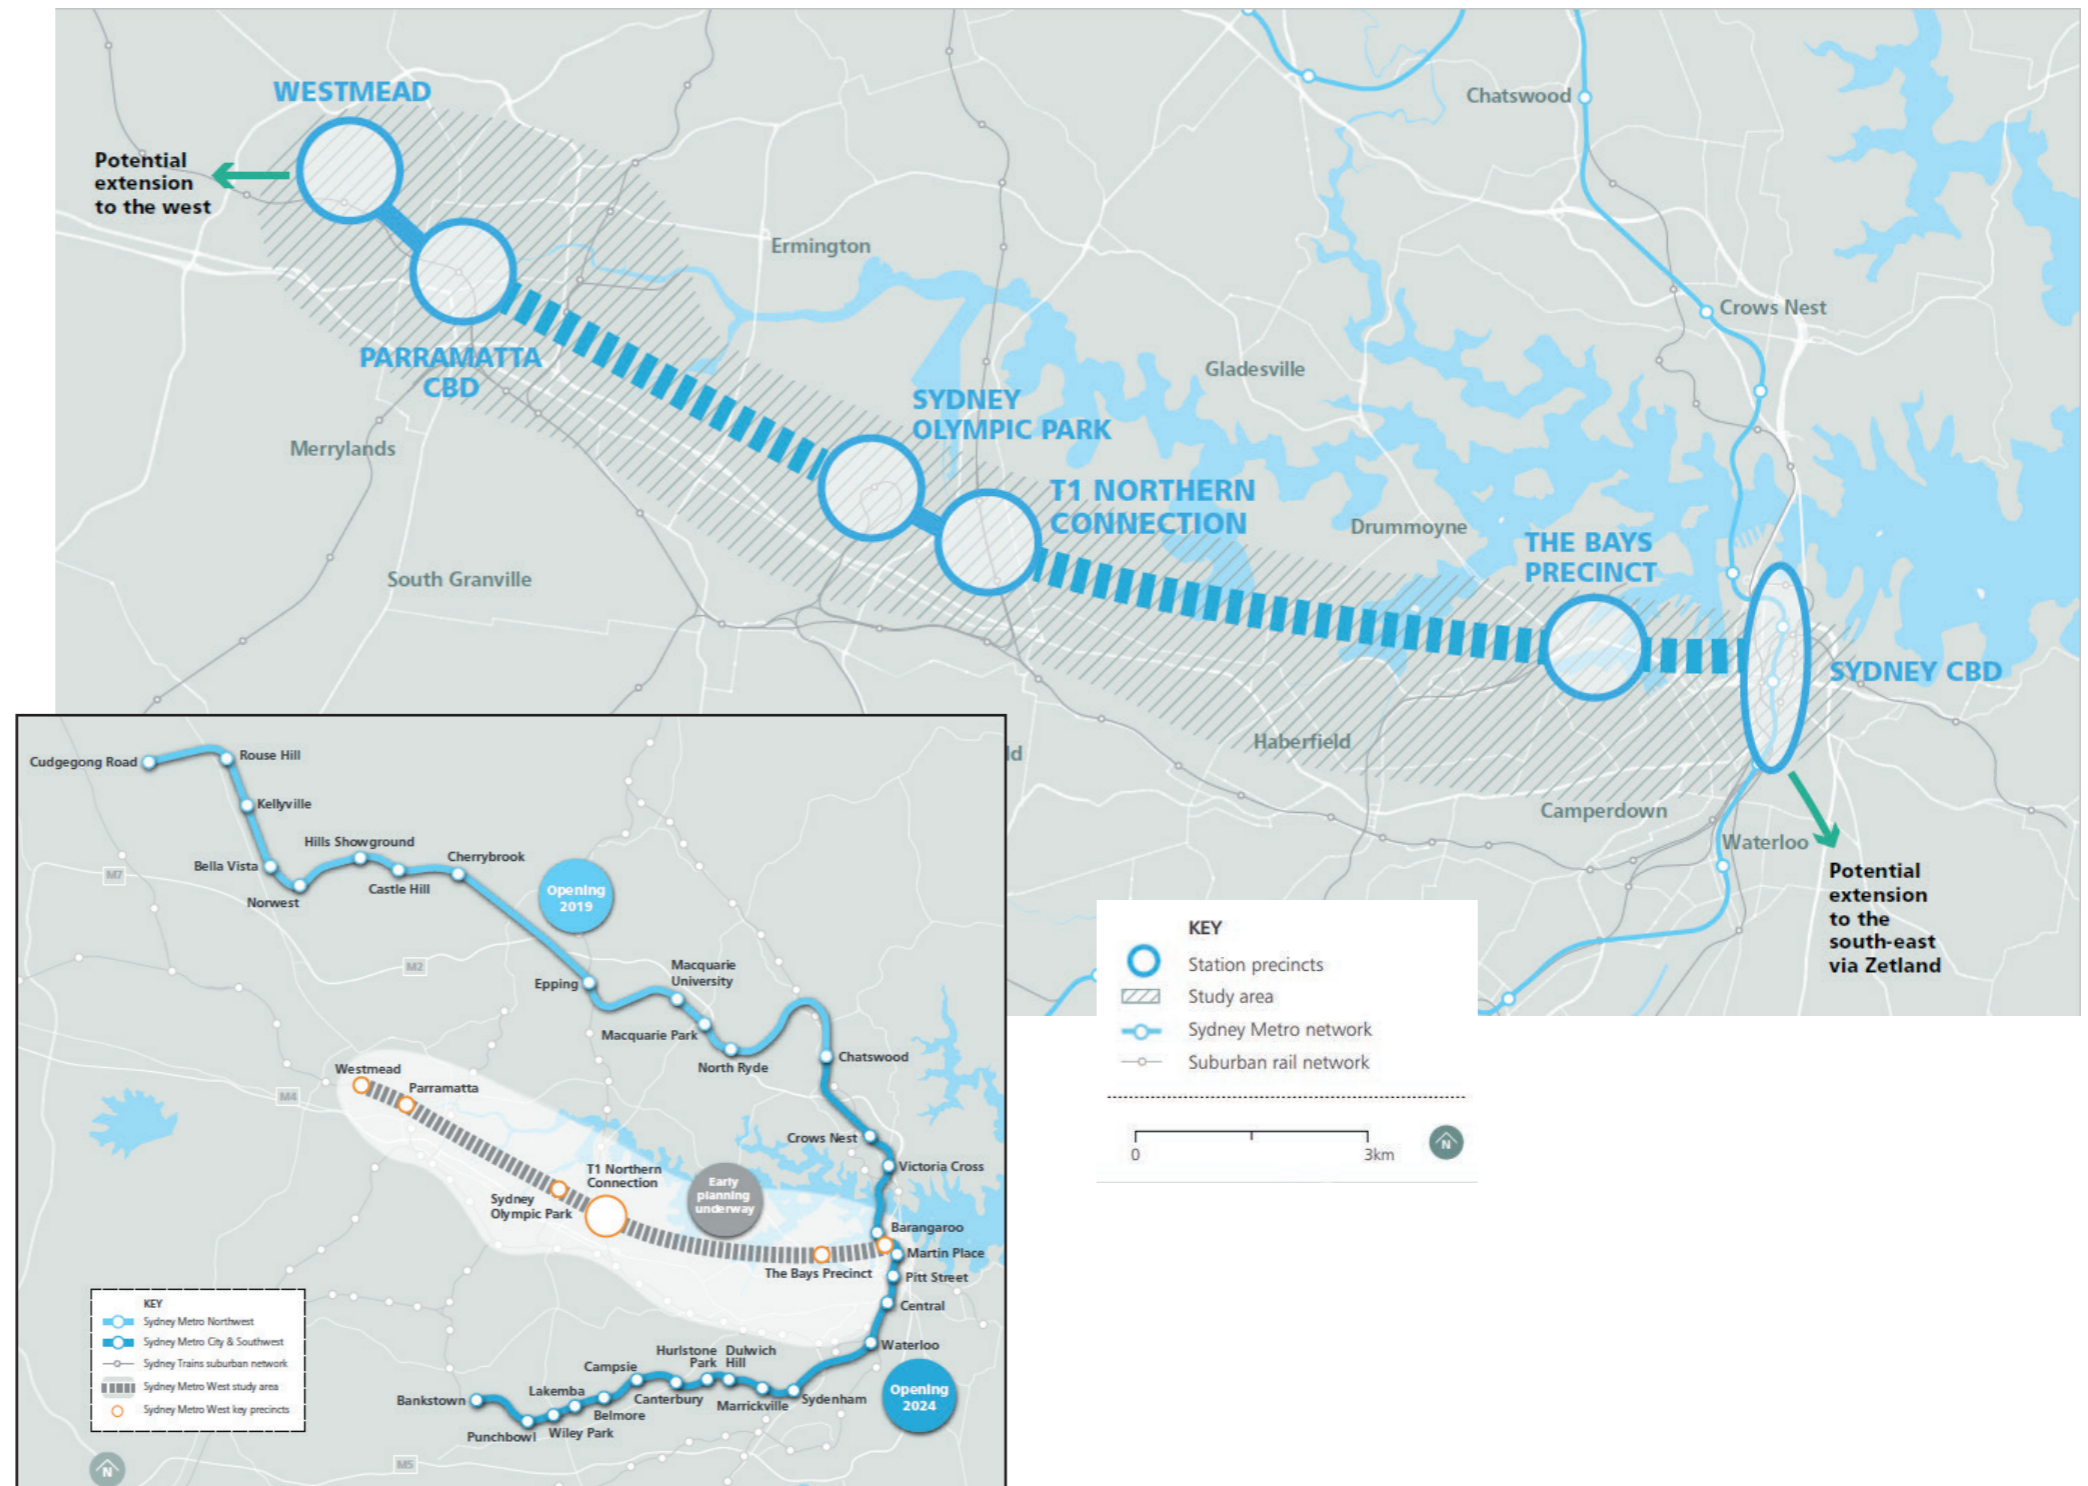 WESTMEAD
Potential
extension
to the west
PARRAMATTA
CBD
Merrylands
South Granville
Ermington
SYDNEY
OLYMPIC PARK
T1 NORTHERN
CONNECTION
Gladesville
Drummoyne
Chatswood
Crows Nest
THE BAYS
PRECINCT
SYDNEY CBD
Haberfield
Camperdown
Waterloo
Potential
extension
to the
south-east
via Zetland
ld
KEY
Station precincts
Study area
Sydney Metro network
Suburban rail network
0
3km
N
Cudgegong Road
Rouse Hill
Kellyville
Bella Vista
Norwest
Hills Showground
Castle Hill
Cherrybrook
Opening
2019
M7
M2
Epping
Macquarie
University
Macquarie Park
North Ryde
Chatswood
Westmead
Parramatta
M4
Crows Nest
Victoria Cross
T1 Northern
Connection
Sydney
Olympic Park
Early
planning
underway
Barangaroo
Martin Place
The Bays Precinct
Pitt Street
Central
Waterloo
Opening
2024
Hurlstone
Park
Dulwich
Hill
Campsie
Lakemba
Bankstown
Canterbury
Marrickville
Sydenham
Belmore
Wiley Park
Punchbowl
M5
KEY
Sydney Metro Northwest
Sydney Metro City & Southwest
Sydney Trains suburban network
Sydney Metro West study area
Sydney Metro West key precincts
N